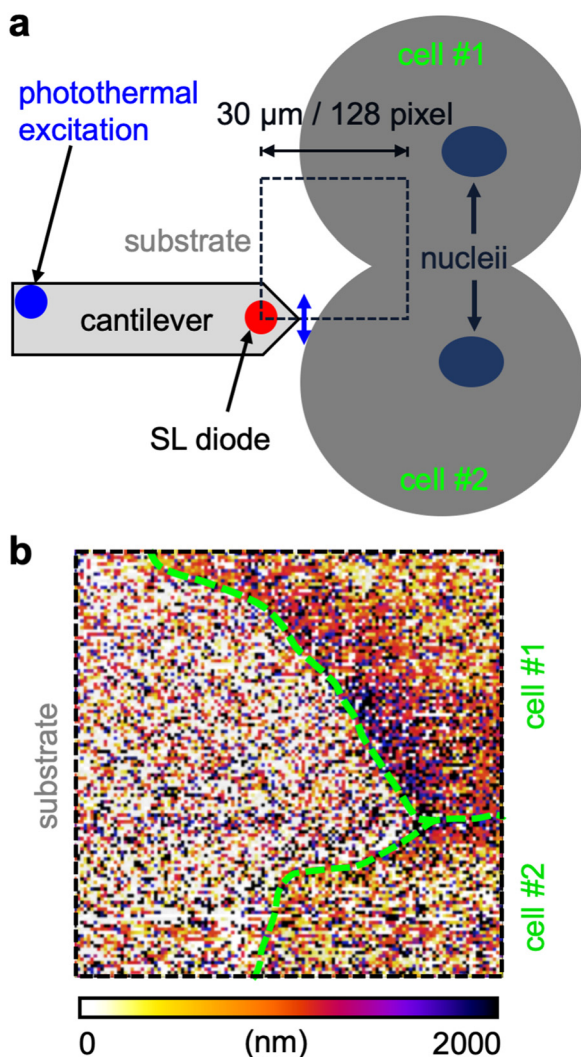 a
cell #1
photothermal
excitation
30 µm / 128 pixel
substrate
nucleii
cantilever
SL diode
cell #2
b
substrate
cell #1
cell #2
0 (nm) 2000